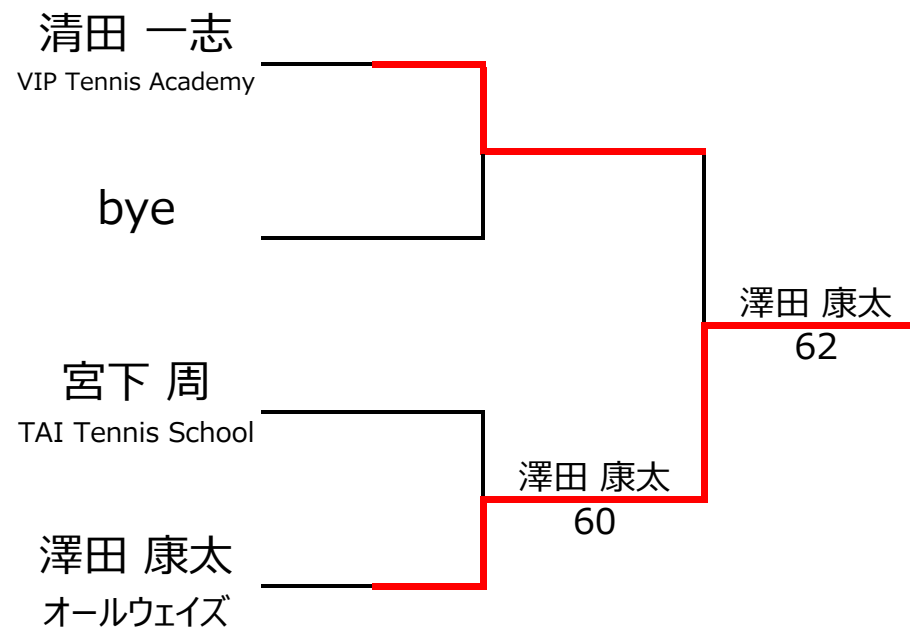 清田 一志
VIP Tennis Academy
bye
宮下 周
TAI Tennis School
澤田 康太
オールウェイズ
澤田 康太
60
澤田 康太
62